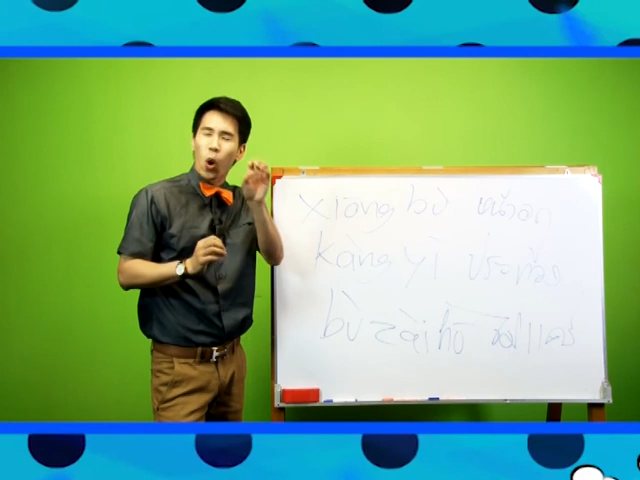 xiong bù หน้าอก
kàng yì ประท้วง
bù zài hū ไม่แคร์